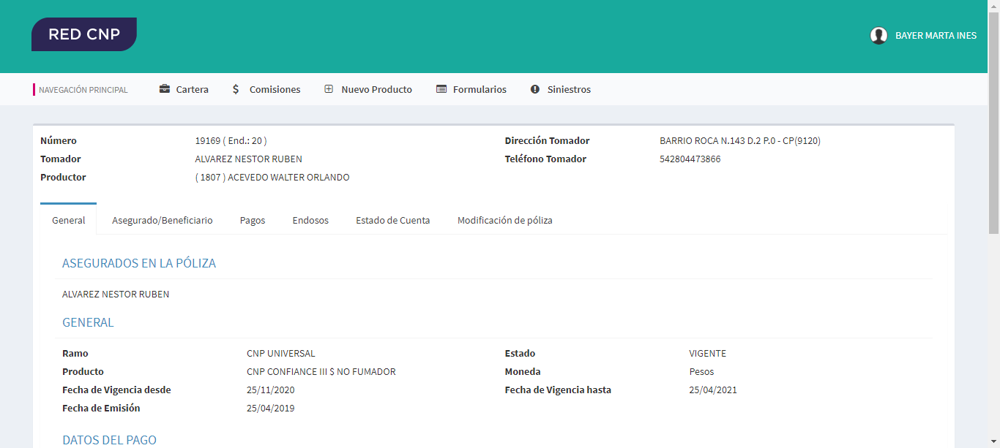 RED CNP
BAYER MARTA INES
NAVEGACIÓN PRINCIPAL Cartera $ Comisiones Nuevo Producto Formularios Siniestros
Número 19169 ( End.: 20 ) Dirección Tomador BARRIO ROCA N.143 D.2 P.0 - CP(9120)
Tomador ALVAREZ NESTOR RUBEN Teléfono Tomador 542804473866
Productor ( 1807 ) ACEVEDO WALTER ORLANDO
General Asegurado/Beneficiario Pagos Endosos Estado de Cuenta Modificación de póliza
ASEGURADOS EN LA PÓLIZA
ALVAREZ NESTOR RUBEN
GENERAL
Ramo CNP UNIVERSAL Estado VIGENTE
Producto CNP CONFIANCE III $ NO FUMADOR Moneda Pesos
Fecha de Vigencia desde 25/11/2020 Fecha de Vigencia hasta 25/04/2021
Fecha de Emisión 25/04/2019
DATOS DEL PAGO